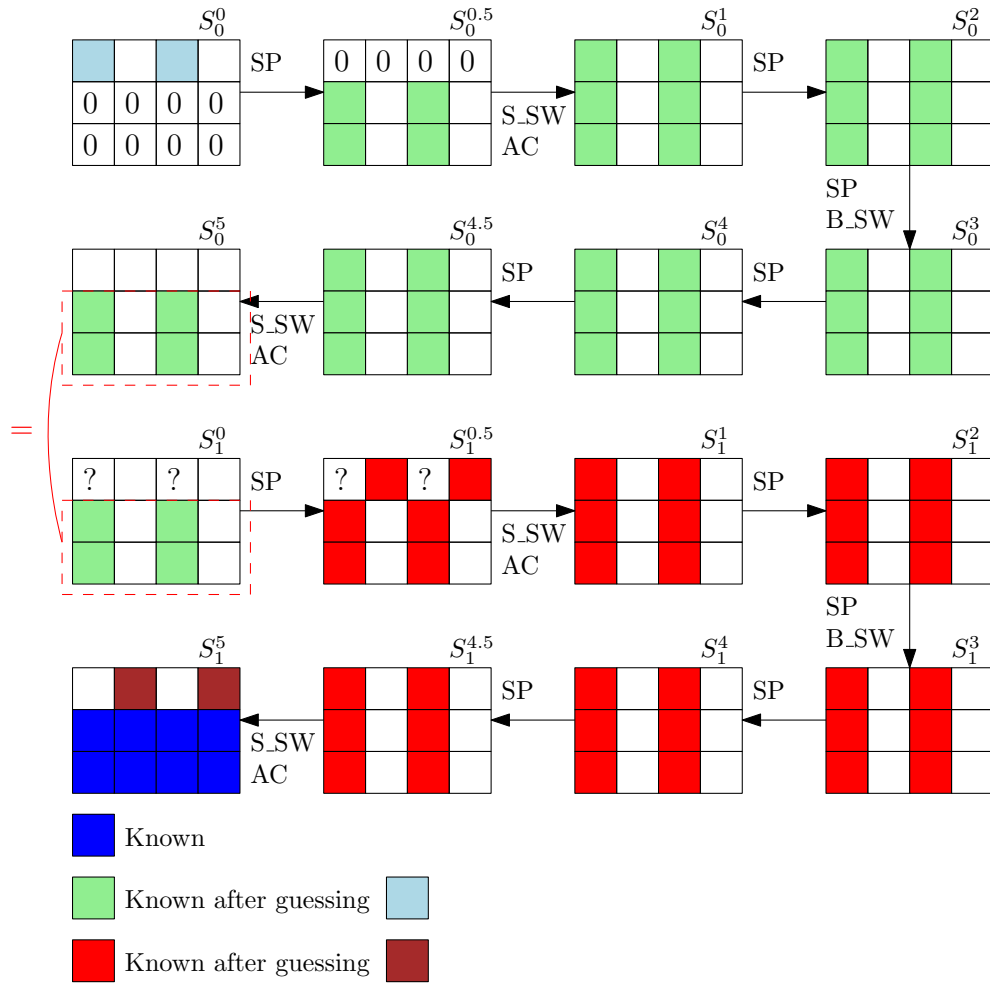 S_0^0 S_0^{0.5} S_0^1 S_0^2
SP 0 0 0 0 SP
0 0 0 0 S_SW
0 0 0 0 AC
SP
B_SW
S_0^5 S_0^{4.5} S_0^4 S_0^3
SP SP
S_SW
AC
=
S_1^0 S_1^{0.5} S_1^1 S_1^2
? ? SP ? ? SP
S_SW
AC
SP
B_SW
S_1^5 S_1^{4.5} S_1^4 S_1^3
SP SP
S_SW
AC
Known
Known after guessing
Known after guessing